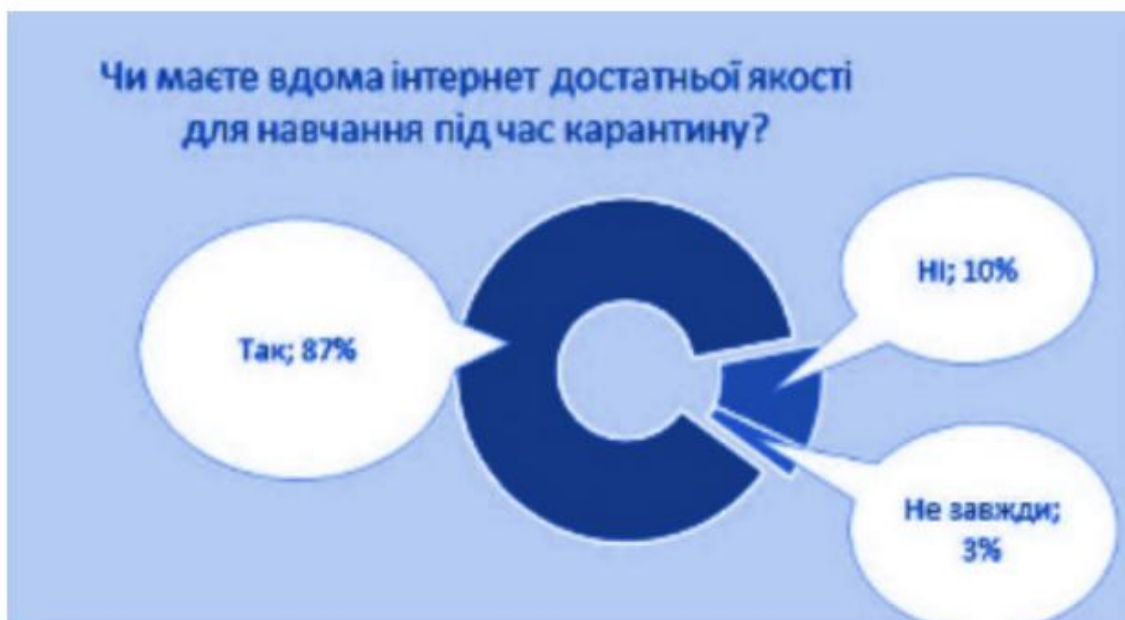 Чи маєте вдома інтернет достатньої якості
для навчання під час карантину?
Так; 87%
Ні; 10%
Не завжди;
3%